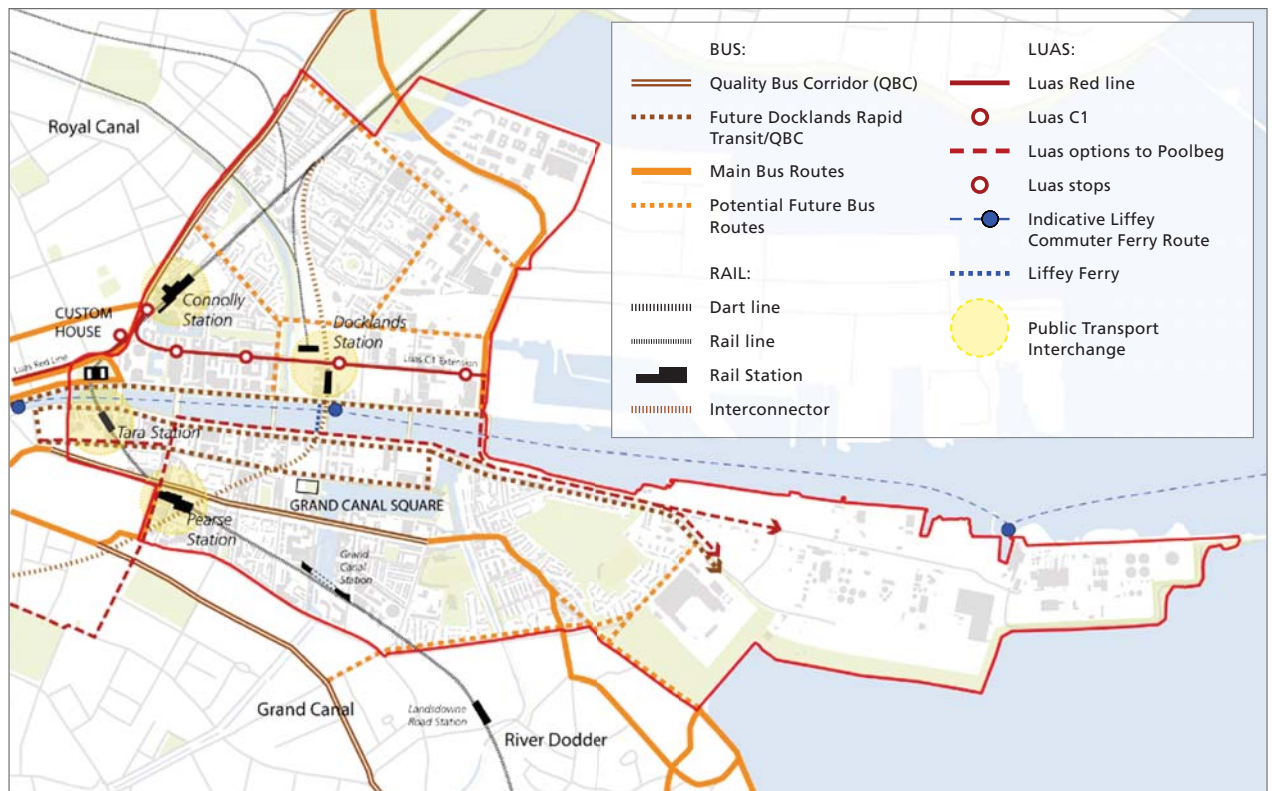 Royal Canal
CUSTOM
HOUSE
Connolly
Station
Docklands
Station
Luas Red Line
Luas C1 Extension
Tara Station
Pearse
Station
GRAND CANAL SQUARE
Grand
Canal
Station
Grand Canal
Landsdowne
Road Station
River Dodder
BUS:
Quality Bus Corridor (QBC)
Future Docklands Rapid
Transit/QBC
Main Bus Routes
Potential Future Bus
Routes
RAIL:
Dart line
Rail line
Rail Station
Interconnector
LUAS:
Luas Red line
Luas C1
Luas options to Poolbeg
Luas stops
Indicative Liffey
Commuter Ferry Route
Liffey Ferry
Public Transport
Interchange